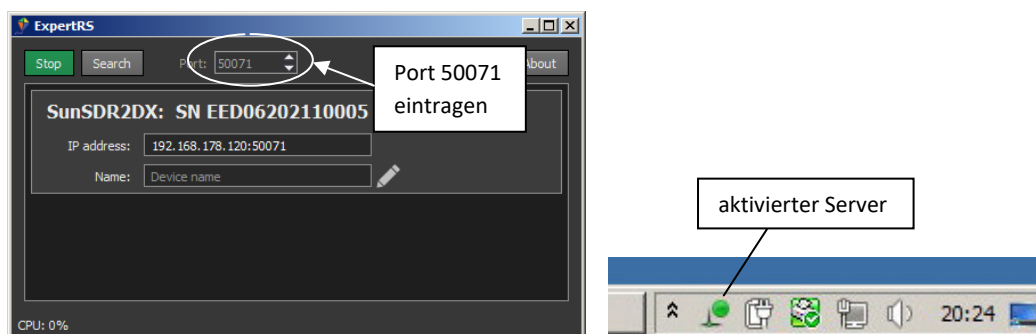 ExpertRS
Stop Search Port: 50071 About
Port 50071
eintragen
SunSDR2DX: SN EED06202110005
IP address: 192.168.178.120:50071
Name: Device name
CPU: 0%
aktivierter Server
20:24